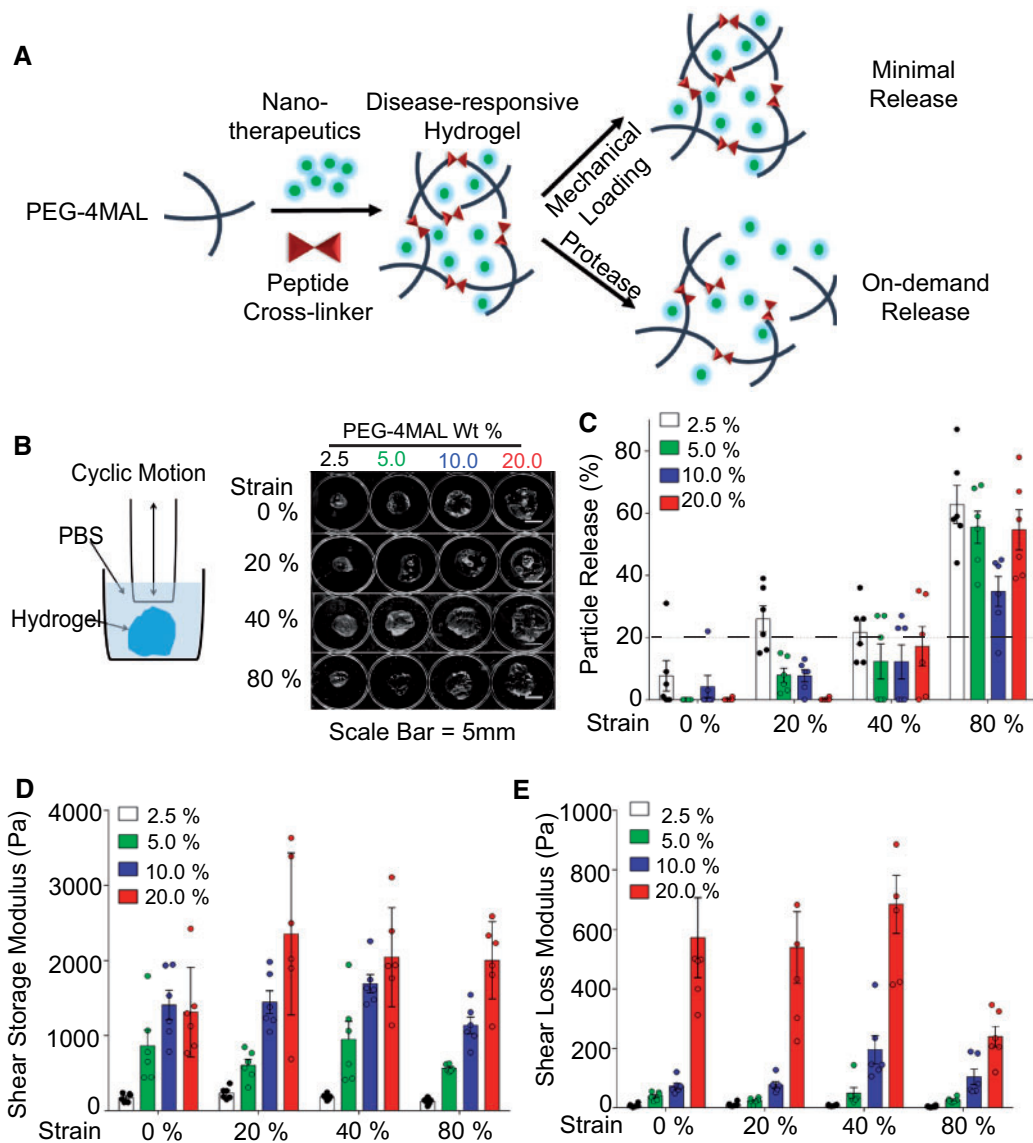 A
Nano-
therapeutics
Disease-responsive
Hydrogel
PEG-4MAL
Peptide
Cross-linker
Mechanical
Loading
Protease
Minimal
Release
On-demand
Release
B
Cyclic Motion
PBS
Hydrogel
PEG-4MAL Wt %
2.5 5.0 10.0 20.0
Strain
0 %
20 %
40 %
80 %
Scale Bar = 5mm
C
Particle Release (%)
80
60
40
20
0
2.5 %
5.0 %
10.0 %
20.0 %
Strain 0 % 20 % 40 % 80 %
D
Shear Storage Modulus (Pa)
4000
3000
2000
1000
0
2.5 %
5.0 %
10.0 %
20.0 %
Strain 0 % 20 % 40 % 80 %
E
Shear Loss Modulus (Pa)
1000
800
600
400
200
0
2.5 %
5.0 %
10.0 %
20.0 %
Strain 0 % 20 % 40 % 80 %